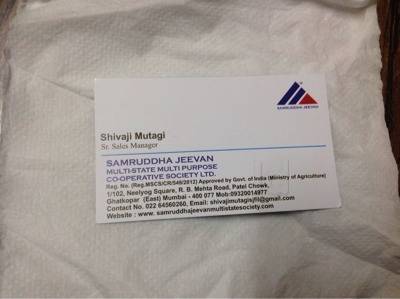 SAMRUDDHA JEEVAN
Shivaji Mutagi
Sr. Sales Manager
SAMRUDDHA JEEVAN
MULTI-STATE MULTI PURPOSE
CO-OPERATIVE SOCIETY LTD.
Reg. No. (Reg.MSCS/CR/549/2012) Approved by Govt. of India (Ministry of Agriculture)
1/102, Neelyog Square, R. B. Mehta Road, Patel Chowk,
Ghatkopar (East) Mumbai - 400 077 Mob:09320014977
Contact No. 022 64560260, Email: shivajimutagisjfil@gmail.com
Website : www. samruddhajeevanmultistatesociety.com